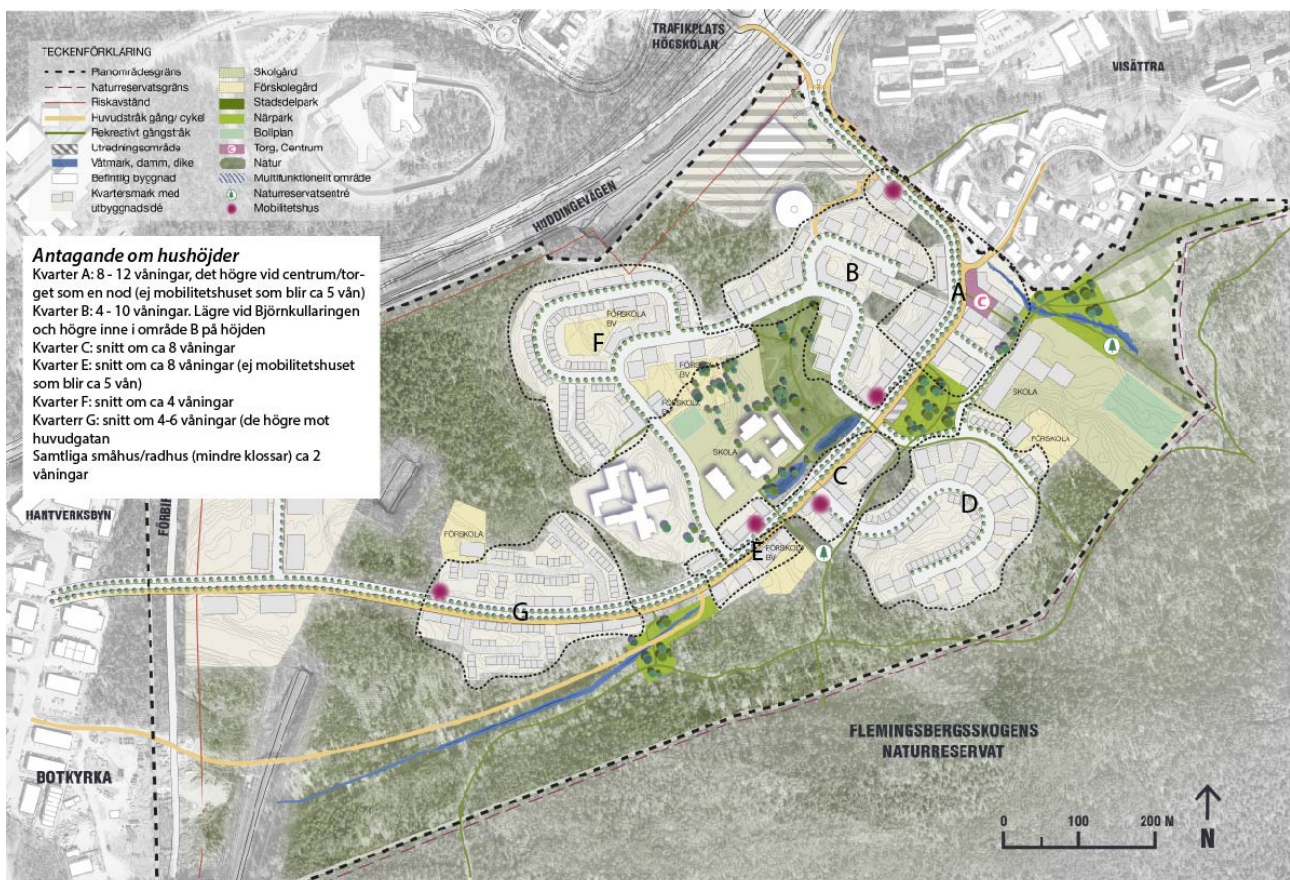 TRAFIKPLATS
HÖGSKOLAN
VISÄTTRA
TECKENFÖRKLARING
Planområdesgräns
Naturreservatsgräns
Riskavstånd
Huvudstråk gång/ cykel
Rekreativt gångstråk
Utredningsområde
Våtmark, damm, dike
Befintlig byggnad
Kvartersmark med
utbyggnadsidé
Skolgård
Förskolegård
Stadsdelpark
Närpark
Bollplan
C Torg, Centrum
Natur
Multifunktionellt område
Naturreservatsentré
Mobilitetshus
HUDDINGEVÄGEN
Antagande om hushöjder
Kvarter A: 8 - 12 våningar, det högre vid centrum/tor-
get som en nod (ej mobilitetshuset som blir ca 5 vån)
Kvarter B: 4 - 10 våningar. Lägre vid Björnkullaringen
och högre inne i område B på höjden
Kvarter C: snitt om ca 8 våningar
Kvarter E: snitt om ca 8 våningar (ej mobilitetshuset
som blir ca 5 vån)
Kvarter F: snitt om ca 4 våningar
Kvarterr G: snitt om 4-6 våningar (de högre mot
huvudgatan
Samtliga småhus/radhus (mindre klossar) ca 2
våningar
B
A
C
FÖRSKOLA
BV
F
FÖRSKOLA
BV
FÖRSKOLA
SKOLA
FÖRSKOLA
SKOLA
C
D
E
FÖRSKOLA
BV
HANTVERKSBYN
FÖRSKOLA
G
FLEMINGSBERGSSKOGENS
NATURRESERVAT
BOTKYRKA
0 100 200 N
N